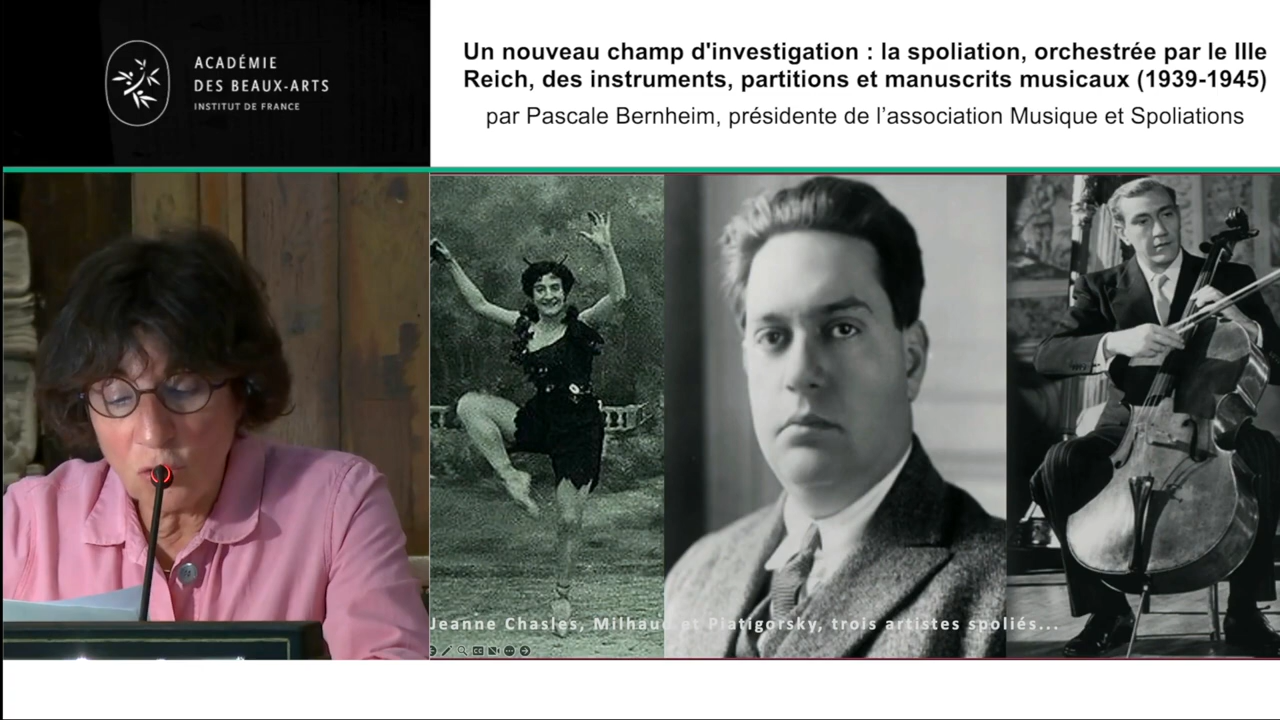 ACADÉMIE
DES BEAUX-ARTS
INSTITUT DE FRANCE
Un nouveau champ d'investigation : la spoliation, orchestrée par le IIIe
Reich, des instruments, partitions et manuscrits musicaux (1939-1945)
par Pascale Bernheim, présidente de l’association Musique et Spoliations
Jeanne Chasles, Milhaud et Piatigorsky, trois artistes spoliés...